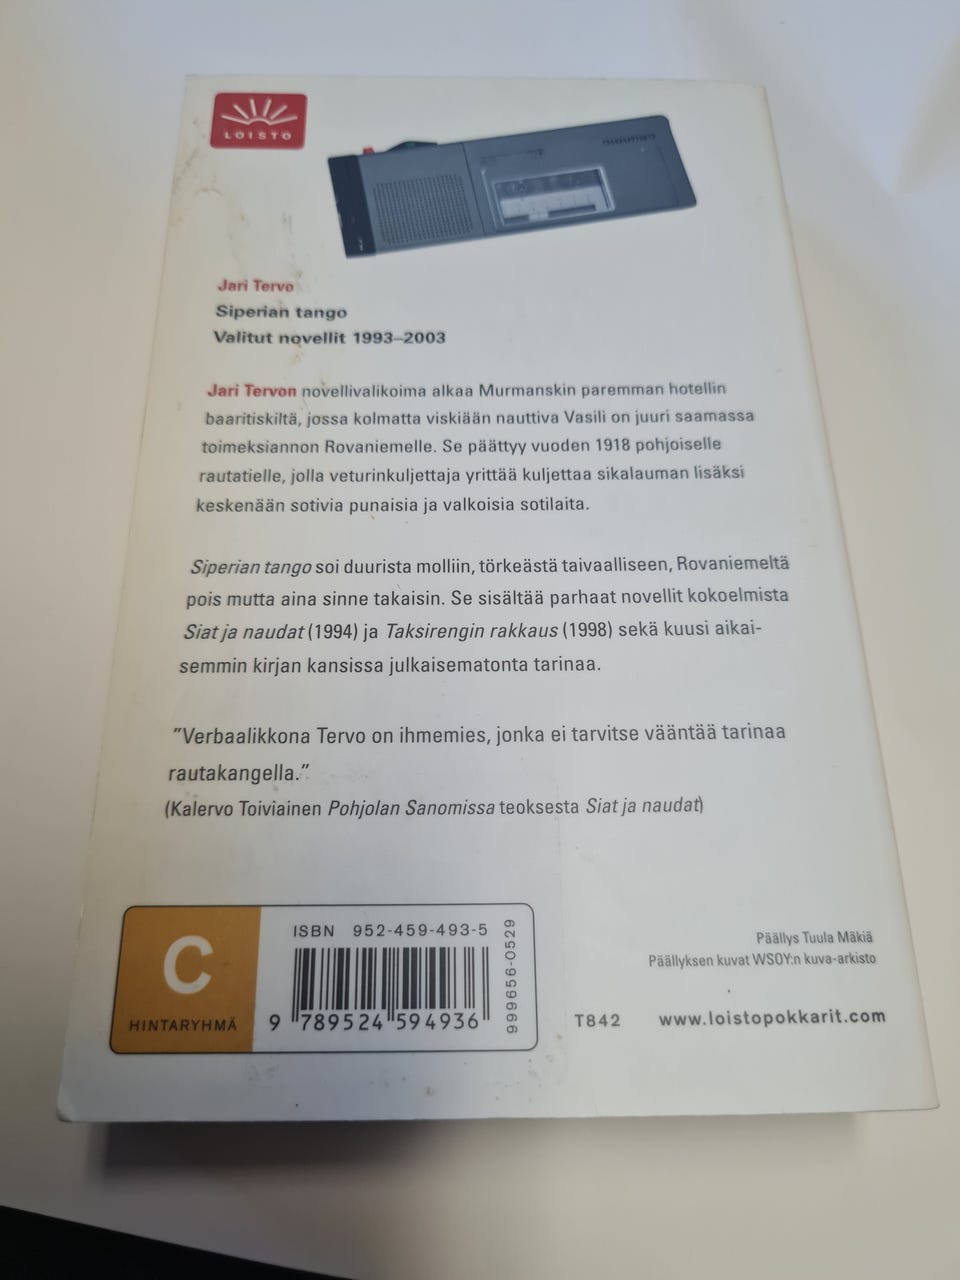 LOISTO
GRUNDIG
Jari Tervo
Siperian tango
Valitut novellit 1993–2003
Jari Tervon novellivalikoima alkaa Murmanskin paremman hotellin
baaritiskiltä, jossa kolmatta viskiään nauttiva Vasili on juuri saamassa
toimeksiannon Rovaniemelle. Se päättyy vuoden 1918 pohjoiselle
rautatielle, jolla veturinkuljettaja yrittää kuljettaa sikalauman lisäksi
keskenään sotivia punaisia ja valkoisia sotilaita.
Siperian tango soi duurista molliin, törkeästä taivaalliseen, Rovaniemeltä
pois mutta aina sinne takaisin. Se sisältää parhaat novellit kokoelmista
Siat ja naudat (1994) ja Taksirengin rakkaus (1998) sekä kuusi aikai-
semmin kirjan kansissa julkaisematonta tarinaa.
”Verbaalikkona Tervo on ihmemies, jonka ei tarvitse vääntää tarinaa
rautakangella.”
(Kalervo Toiviainen Pohjolan Sanomissa teoksesta Siat ja naudat)
C
HINTARYHMÄ
ISBN 952-459-493-5
9 789524 594936
999656-0529
Päällys Tuula Mäkiä
Päällyksen kuvat WSOY:n kuva-arkisto
T842 www.loistopokkarit.com